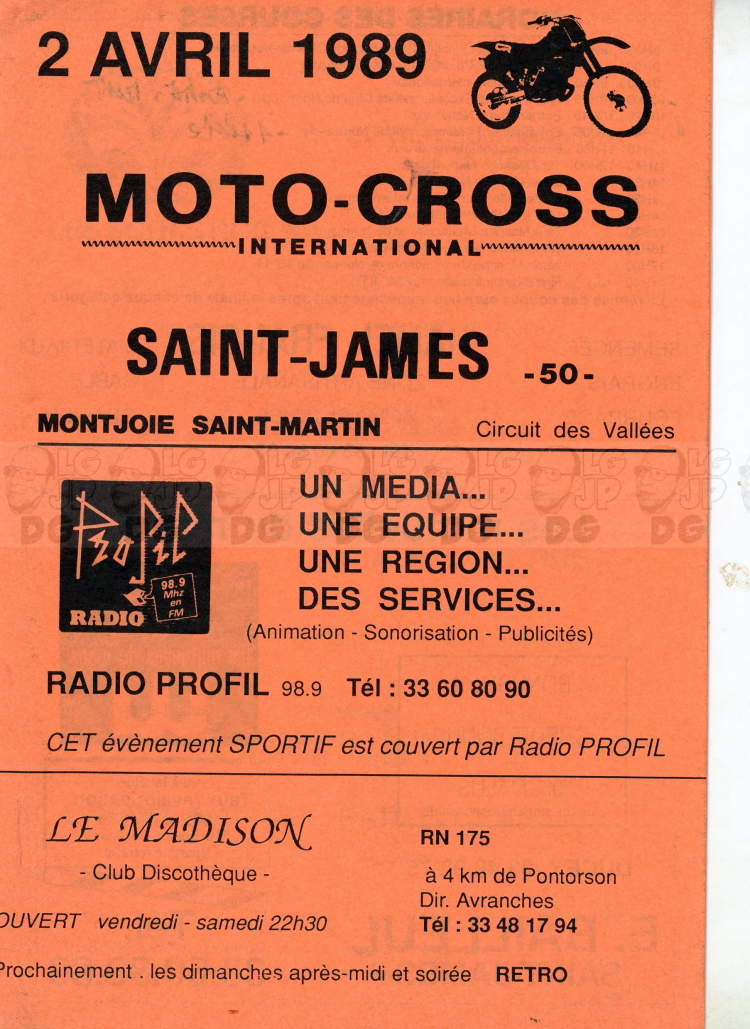 2 AVRIL 1989
MOTO-CROSS
INTERNATIONAL
SAINT-JAMES -50-
MONTJOIE SAINT-MARTIN Circuit des Vallées
ProFil
RADIO
98.9
Mhz
en
FM
UN MEDIA...
UNE EQUIPE...
UNE REGION...
DES SERVICES...
(Animation - Sonorisation - Publicités)
RADIO PROFIL 98.9 Tél : 33 60 80 90
CET évènement SPORTIF est couvert par Radio PROFIL
LE MADISON
- Club Discothèque -
RN 175
à 4 km de Pontorson
Dir. Avranches
OUVERT vendredi - samedi 22h30
Tél : 33 48 17 94
Prochainement . les dimanches après-midi et soirée RETRO
LG JP DG